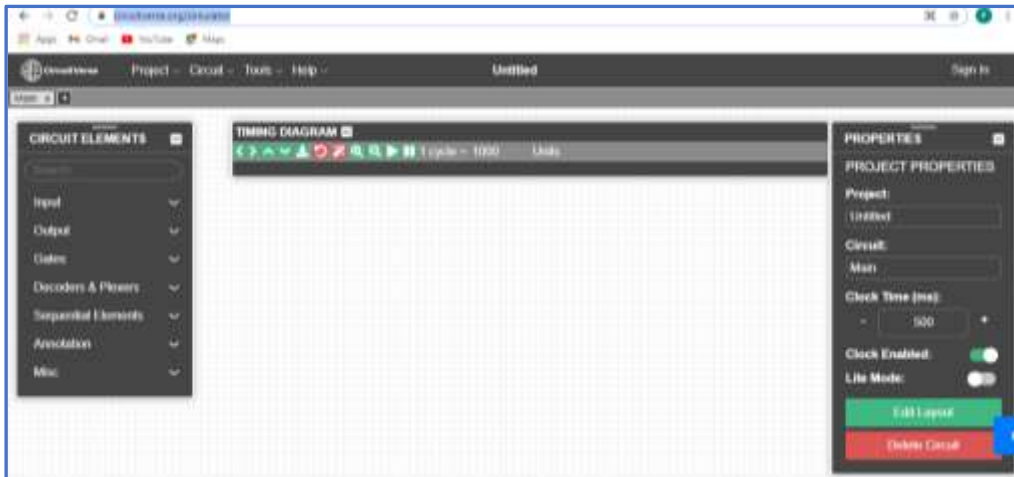 circuitverse.org/simulator
Apps Gmail YouTube Maps
CircuitVerse Project Circuit Tools Help Untitled Sign In
Main x +
CIRCUIT ELEMENTS
Search
Input
Output
Gates
Decoders & Plexers
Sequential Elements
Annotation
Misc
TIMING DIAGRAM
1 cycle = 1000 Units
PROPERTIES
PROJECT PROPERTIES
Project:
Untitled
Circuit:
Main
Clock Time (ms):
- 500 +
Clock Enabled:
Lite Mode:
Edit Layout
Delete Circuit